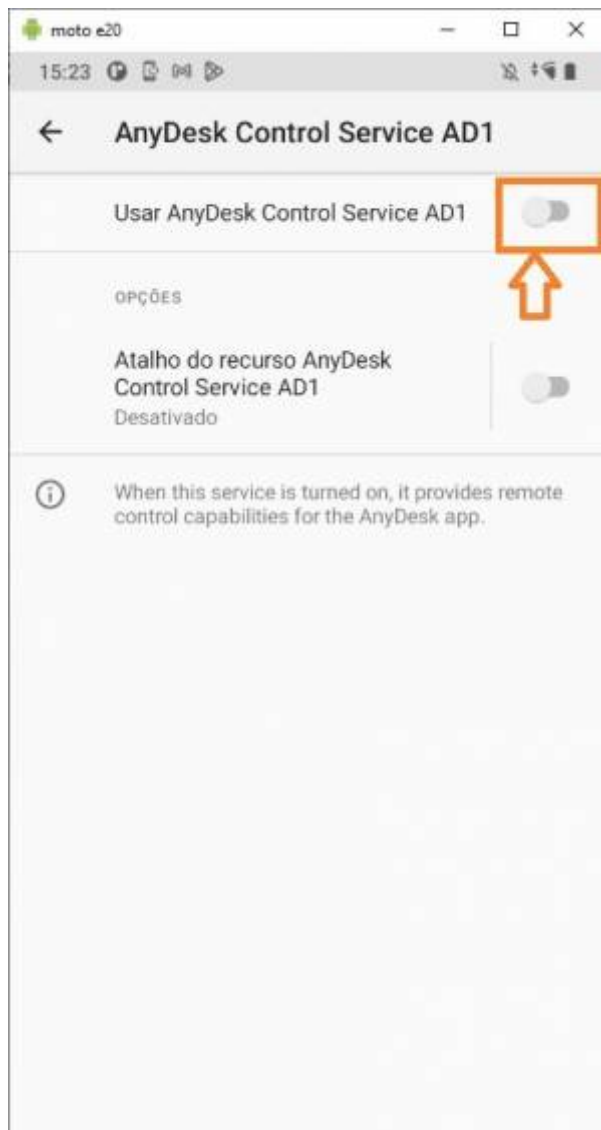 moto e20
15:23
AnyDesk Control Service AD1
Usar AnyDesk Control Service AD1
OPÇÕES
Atalho do recurso AnyDesk
Control Service AD1
Desativado
When this service is turned on, it provides remote
control capabilities for the AnyDesk app.